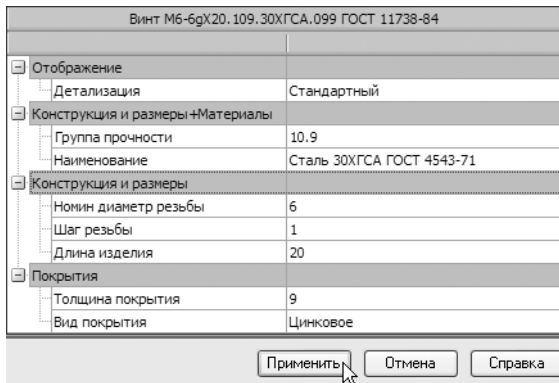 Винт М6-6gX20.109.30ХГСА.099 ГОСТ 11738-84
Отображение
Детализация Стандартный
Конструкция и размеры+Материалы
Группа прочности 10.9
Наименование Сталь 30ХГСА ГОСТ 4543-71
Конструкция и размеры
Номин диаметр резьбы 6
Шаг резьбы 1
Длина изделия 20
Покрытия
Толщина покрытия 9
Вид покрытия Цинковое
Применить Отмена Справка